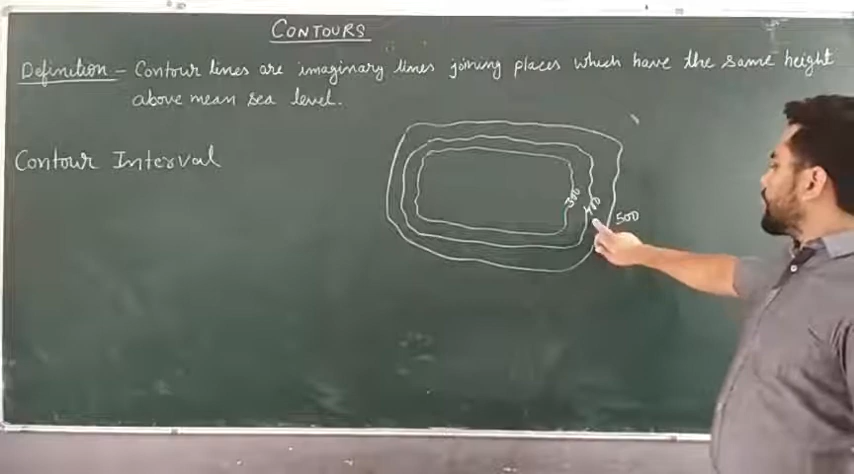 CONTOURS
Definition - Contour lines are imaginary lines joining places which have the same height
above mean sea level.
Contour Interval
300
400
500